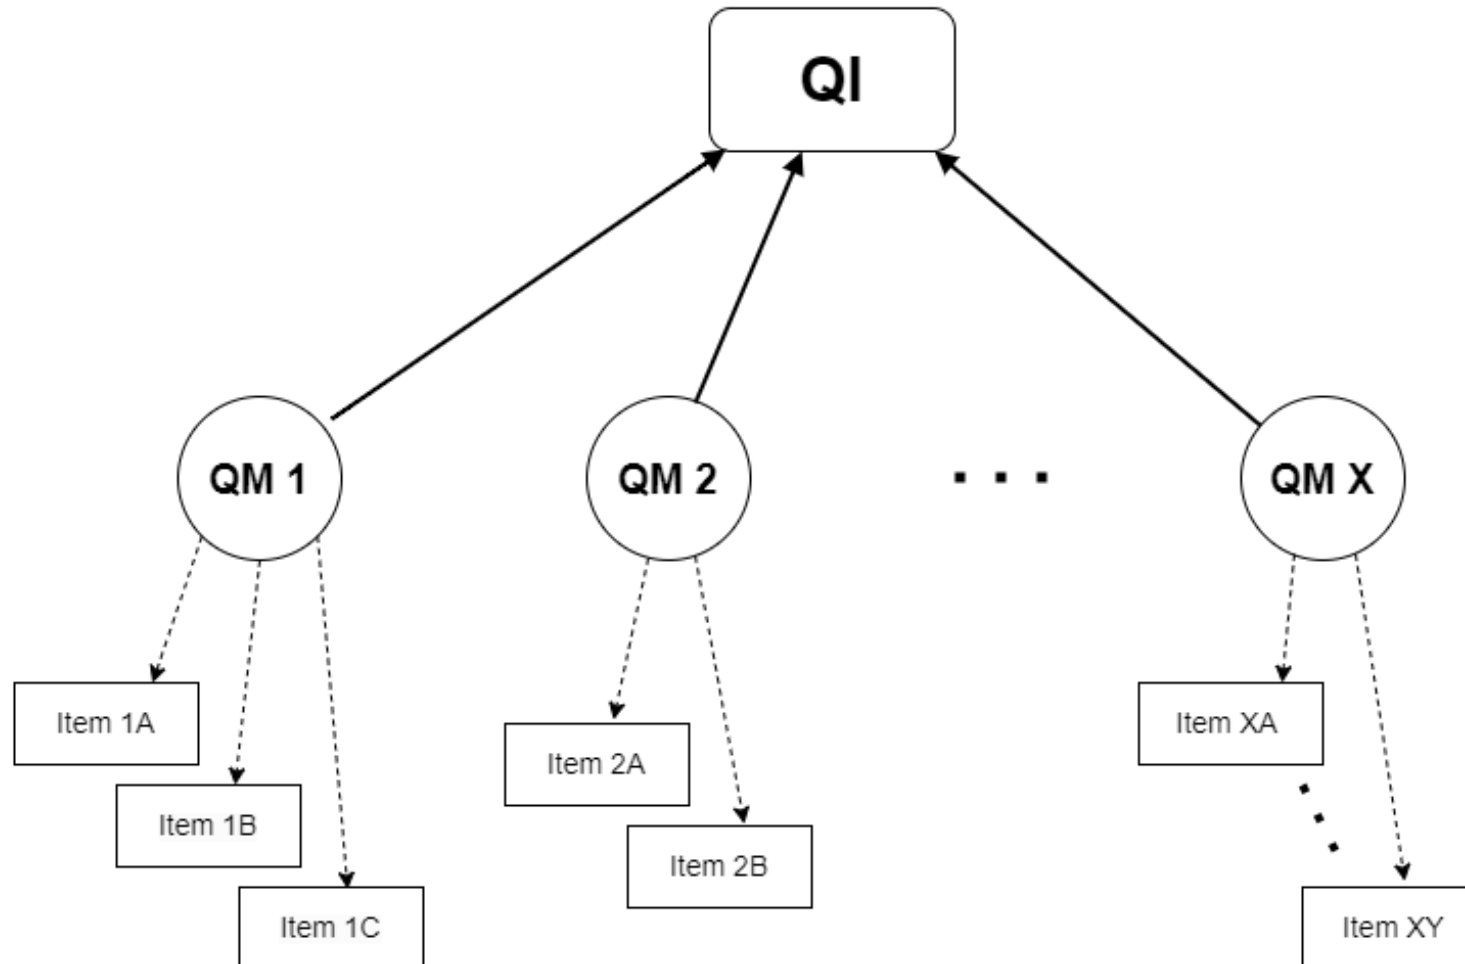 QI
QM 1
QM 2
. . .
QM X
Item 1A
Item 1B
Item 1C
Item 2A
Item 2B
Item XA
Item XY